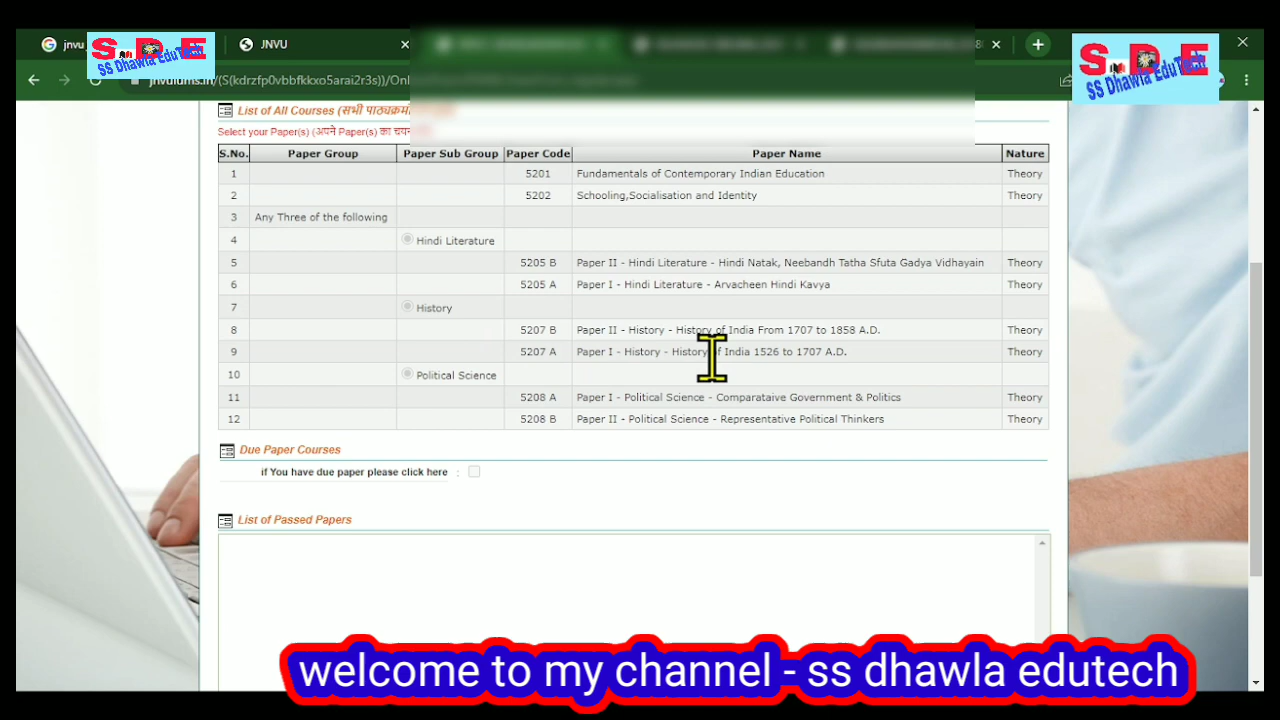 jnvu
JNVU
S.D.E
SS Dhawla EduTech
S.D.E
SS Dhawla EduTech
List of All Courses (सभी पाठ्यक्रमों
Select your Paper(s) (अपने Paper(s) का
S.No. Paper Group Paper Sub Group Paper Code Paper Name Nature
1 5201 Fundamentals of Contemporary Indian Education Theory
2 5202 Schooling,Socialisation and Identity Theory
3 Any Three of the following
4 Hindi Literature
5 5205 B Paper II - Hindi Literature - Hindi Natak, Neebandh Tatha Sfuta Gadya Vidhayain Theory
6 5205 A Paper I - Hindi Literature - Arvacheen Hindi Kavya Theory
7 History
8 5207 B Paper II - History - History of India From 1707 to 1858 A.D. Theory
9 5207 A Paper I - History - History of India 1526 to 1707 A.D. Theory
10 Political Science
11 5208 A Paper I - Political Science - Comparataive Government & Politics Theory
12 5208 B Paper II - Political Science - Representative Political Thinkers Theory
Due Paper Courses
if You have due paper please click here :
List of Passed Papers
welcome to my channel - ss dhawla edutech